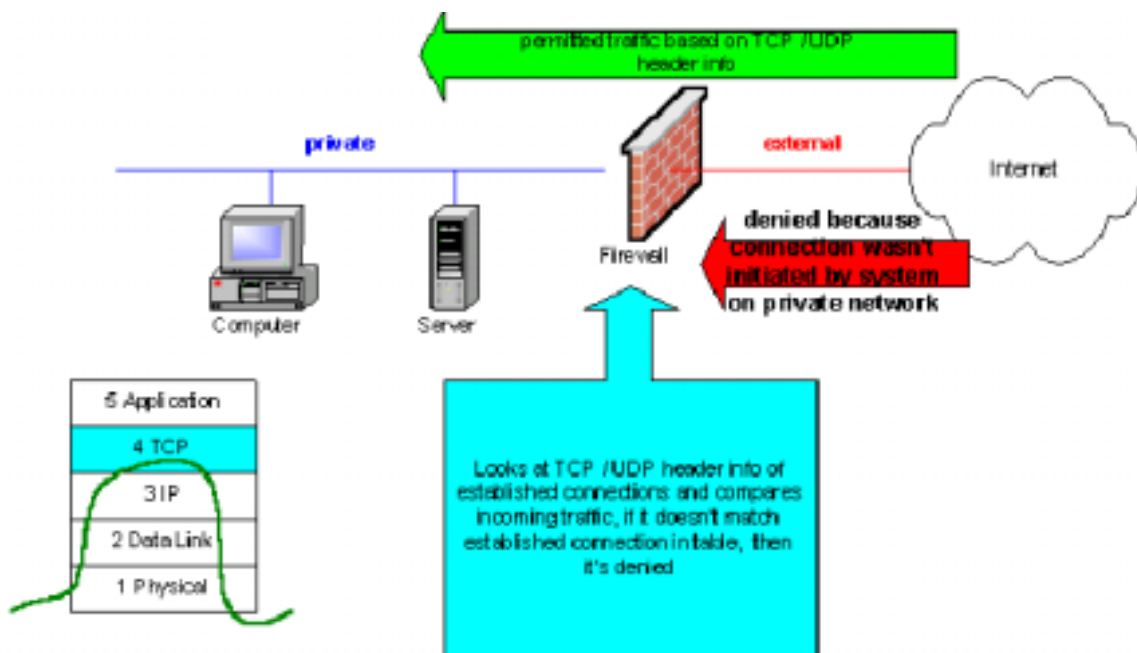 permitted traffic based on TCP /UDP
header info
private
external
Internet
Firewall
denied because
connection wasn't
initiated by system
on private network
Computer
Server
5 Application
4 TCP
3 IP
2 Data Link
1 Physical
Looks at TCP /UDP header info of
established connections and compares
incoming traffic, if it doesn't match
established connection in table, then
it's denied